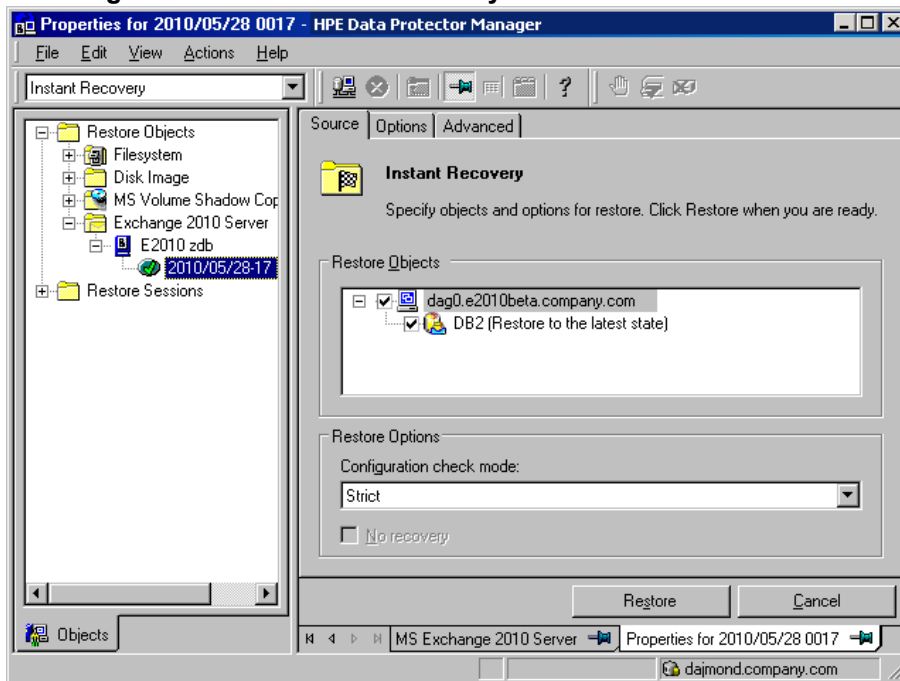 Properties for 2010/05/28 0017 - HPE Data Protector Manager
File Edit View Actions Help
Instant Recovery
Restore Objects
Filesystem
Disk Image
MS Volume Shadow Cop
Exchange 2010 Server
E2010 zdb
2010/05/28-17
Restore Sessions
Objects
Source Options Advanced
Instant Recovery
Specify objects and options for restore. Click Restore when you are ready.
Restore Objects
dag0.e2010beta.company.com
DB2 (Restore to the latest state)
Restore Options
Configuration check mode:
Strict
No recovery
Restore Cancel
MS Exchange 2010 Server Properties for 2010/05/28 0017
dajmond.company.com